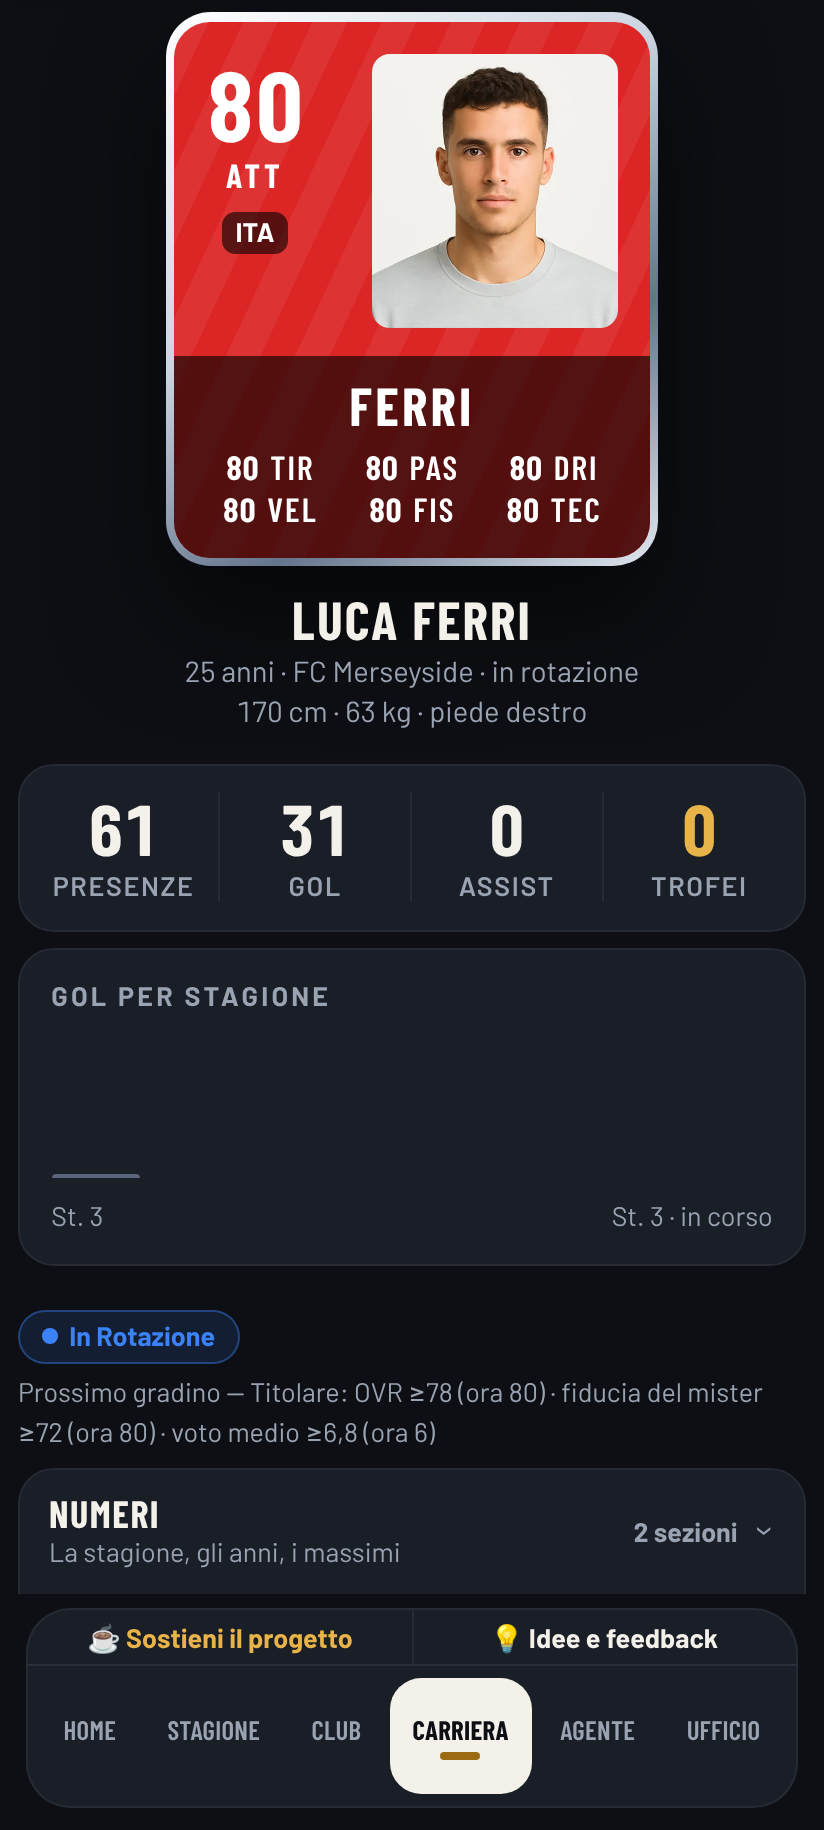 80
ATT
ITA
FERRI
80 TIR 80 PAS 80 DRI
80 VEL 80 FIS 80 TEC
LUCA FERRI
25 anni · FC Merseyside · in rotazione
170 cm · 63 kg · piede destro
61 31 0 0
PRESENZE GOL ASSIST TROFEI
GOL PER STAGIONE
St. 3 St. 3 · in corso
In Rotazione
Prossimo gradino — Titolare: OVR ≥78 (ora 80) · fiducia del mister
≥72 (ora 80) · voto medio ≥6,8 (ora 6)
NUMERI
La stagione, gli anni, i massimi
2 sezioni
☕ Sostieni il progetto 💡 Idee e feedback
HOME STAGIONE CLUB CARRIERA AGENTE UFFICIO